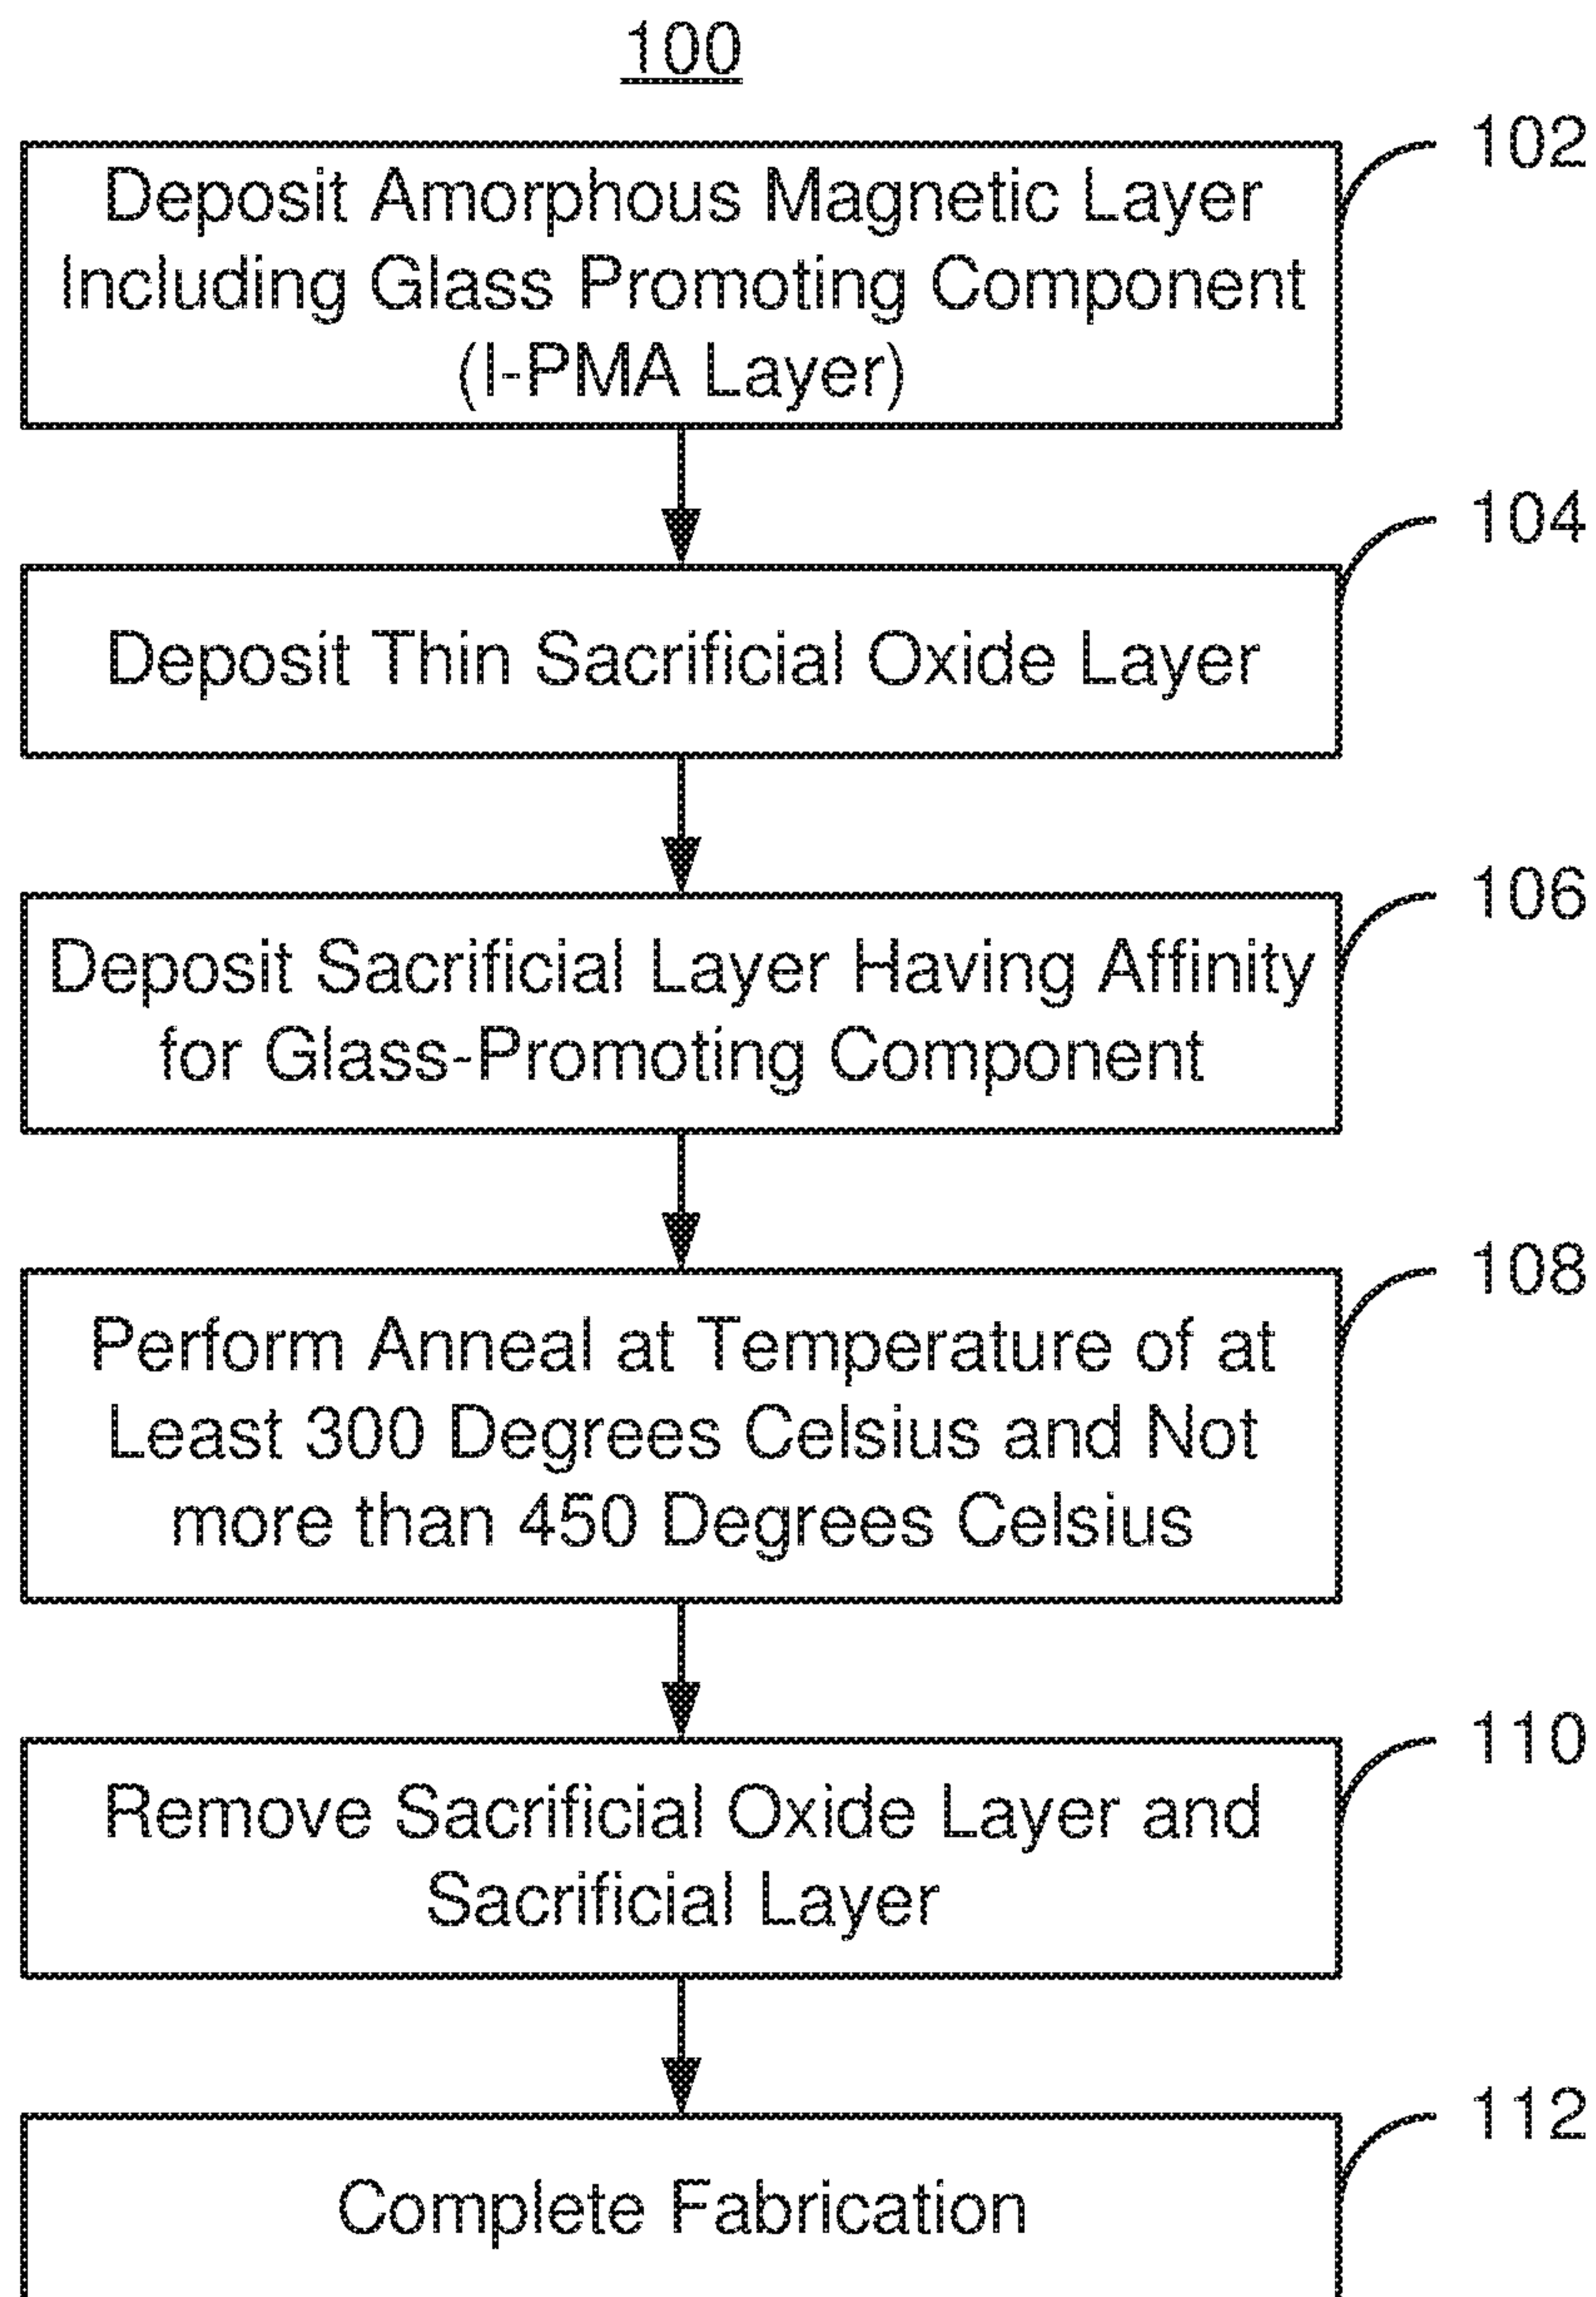 100
102
Deposit Amorphous Magnetic Layer
Including Glass Promoting Component
(I-PMA Layer)
104
Deposit Thin Sacrificial Oxide Layer
106
Deposit Sacrificial Layer Having Affinity
for Glass-Promoting Component
108
Perform Anneal at Temperature of at
Least 300 Degrees Celsius and Not
more than 450 Degrees Celsius
110
Remove Sacrificial Oxide Layer and
Sacrificial Layer
112
Complete Fabrication